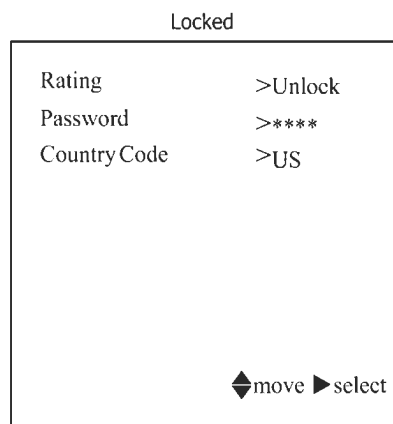 Locked
Rating >Unlock
Password >****
Country Code >US
move select